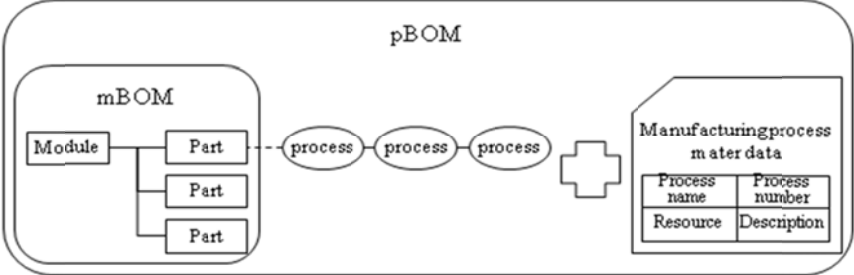 pBOM
mBOM
Module
Part
Part
Part
process
process
process
Manufacturingprocess
mater data
Process
name
Process
number
Resource
Description